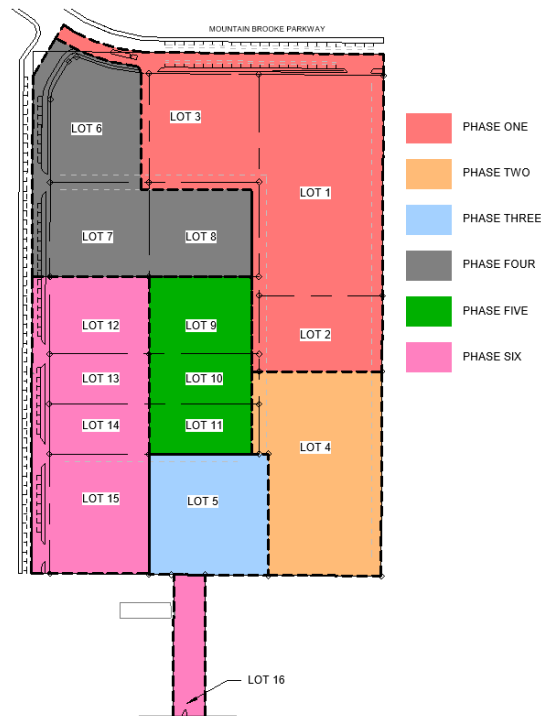 MOUNTAIN BROOKE PARKWAY
LOT 3
LOT 6
LOT 1
LOT 7
LOT 8
LOT 12
LOT 9
LOT 2
LOT 13
LOT 10
LOT 14
LOT 11
LOT 4
LOT 15
LOT 5
LOT 16
PHASE ONE
PHASE TWO
PHASE THREE
PHASE FOUR
PHASE FIVE
PHASE SIX